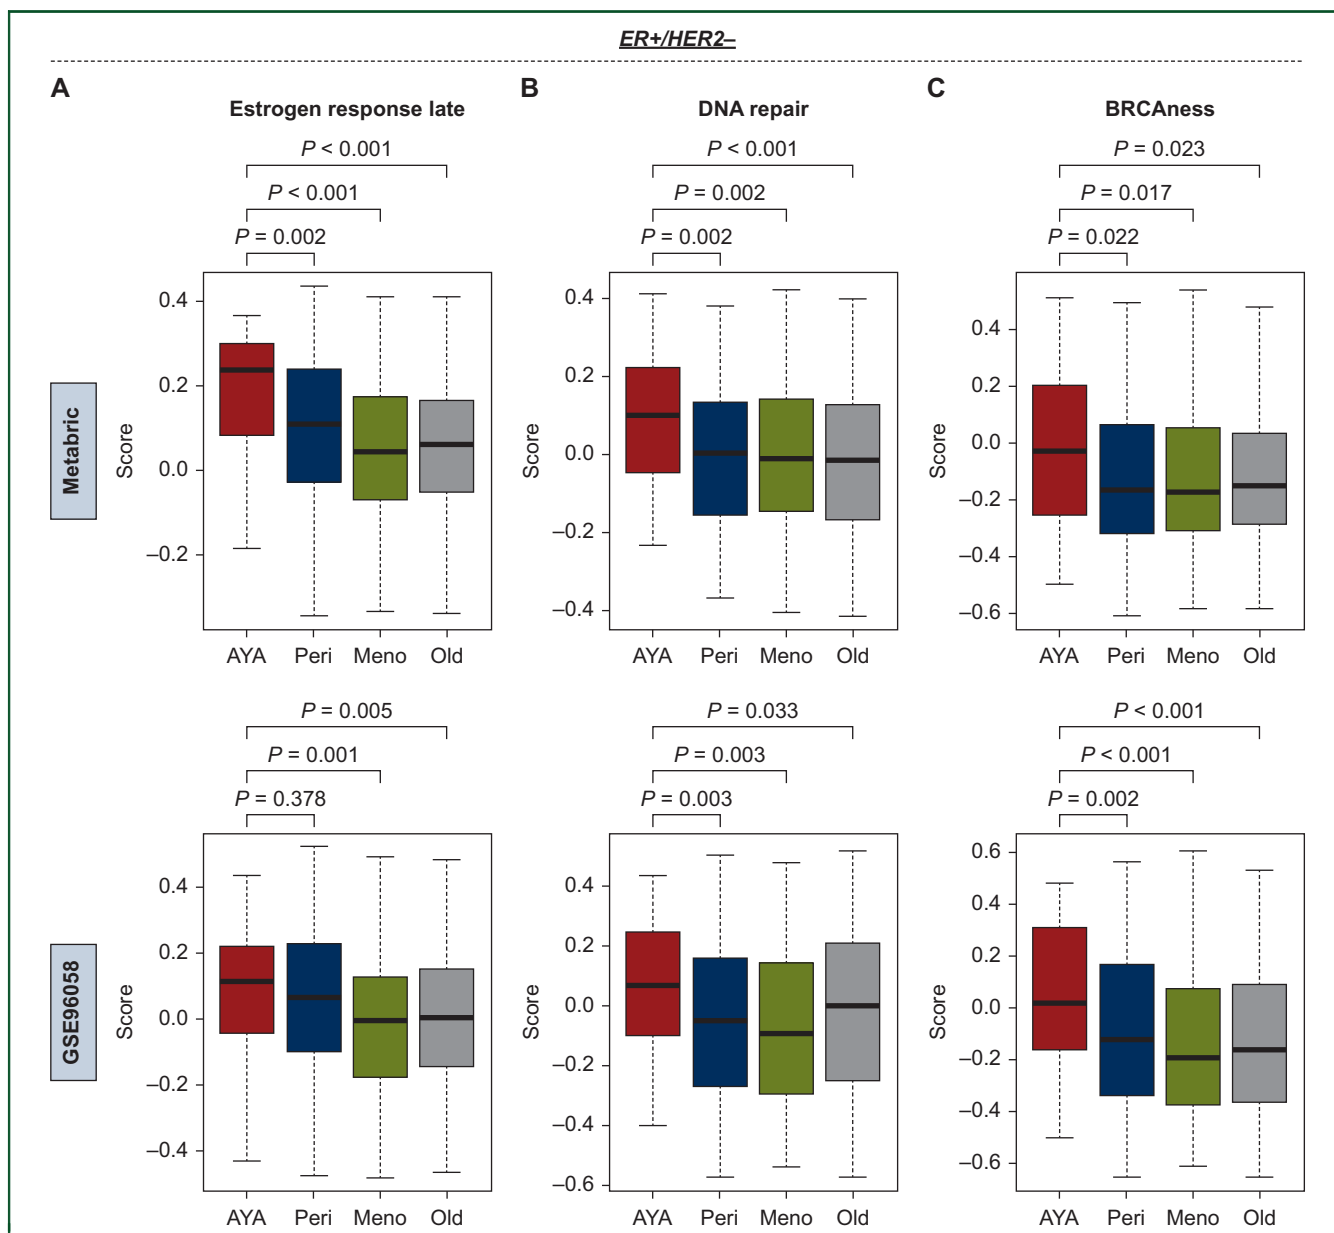 ER+/HER2–
A
B
C
Estrogen response late
DNA repair
BRCAness
P < 0.001
P < 0.001
P = 0.002
P < 0.001
P = 0.002
P = 0.002
P = 0.023
P = 0.017
P = 0.022
Metabric
Score
0.4
0.2
0.0
–0.2
AYA Peri Meno Old
Score
0.4
0.2
0.0
–0.2
–0.4
AYA Peri Meno Old
Score
0.4
0.2
0.0
–0.2
–0.4
–0.6
AYA Peri Meno Old
P = 0.005
P = 0.001
P = 0.378
P = 0.033
P = 0.003
P = 0.003
P < 0.001
P < 0.001
P = 0.002
GSE96058
Score
0.4
0.2
0.0
–0.2
–0.4
AYA Peri Meno Old
Score
0.4
0.2
0.0
–0.2
–0.4
–0.6
AYA Peri Meno Old
Score
0.6
0.4
0.2
0.0
–0.2
–0.4
–0.6
AYA Peri Meno Old